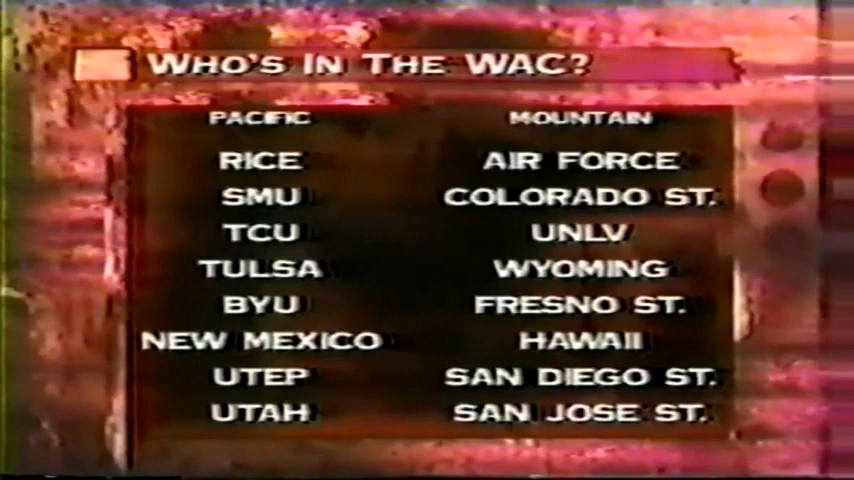 WHO'S IN THE WAC?
PACIFIC MOUNTAIN
RICE AIR FORCE
SMU COLORADO ST.
TCU UNLV
TULSA WYOMING
BYU FRESNO ST.
NEW MEXICO HAWAII
UTEP SAN DIEGO ST.
UTAH SAN JOSE ST.